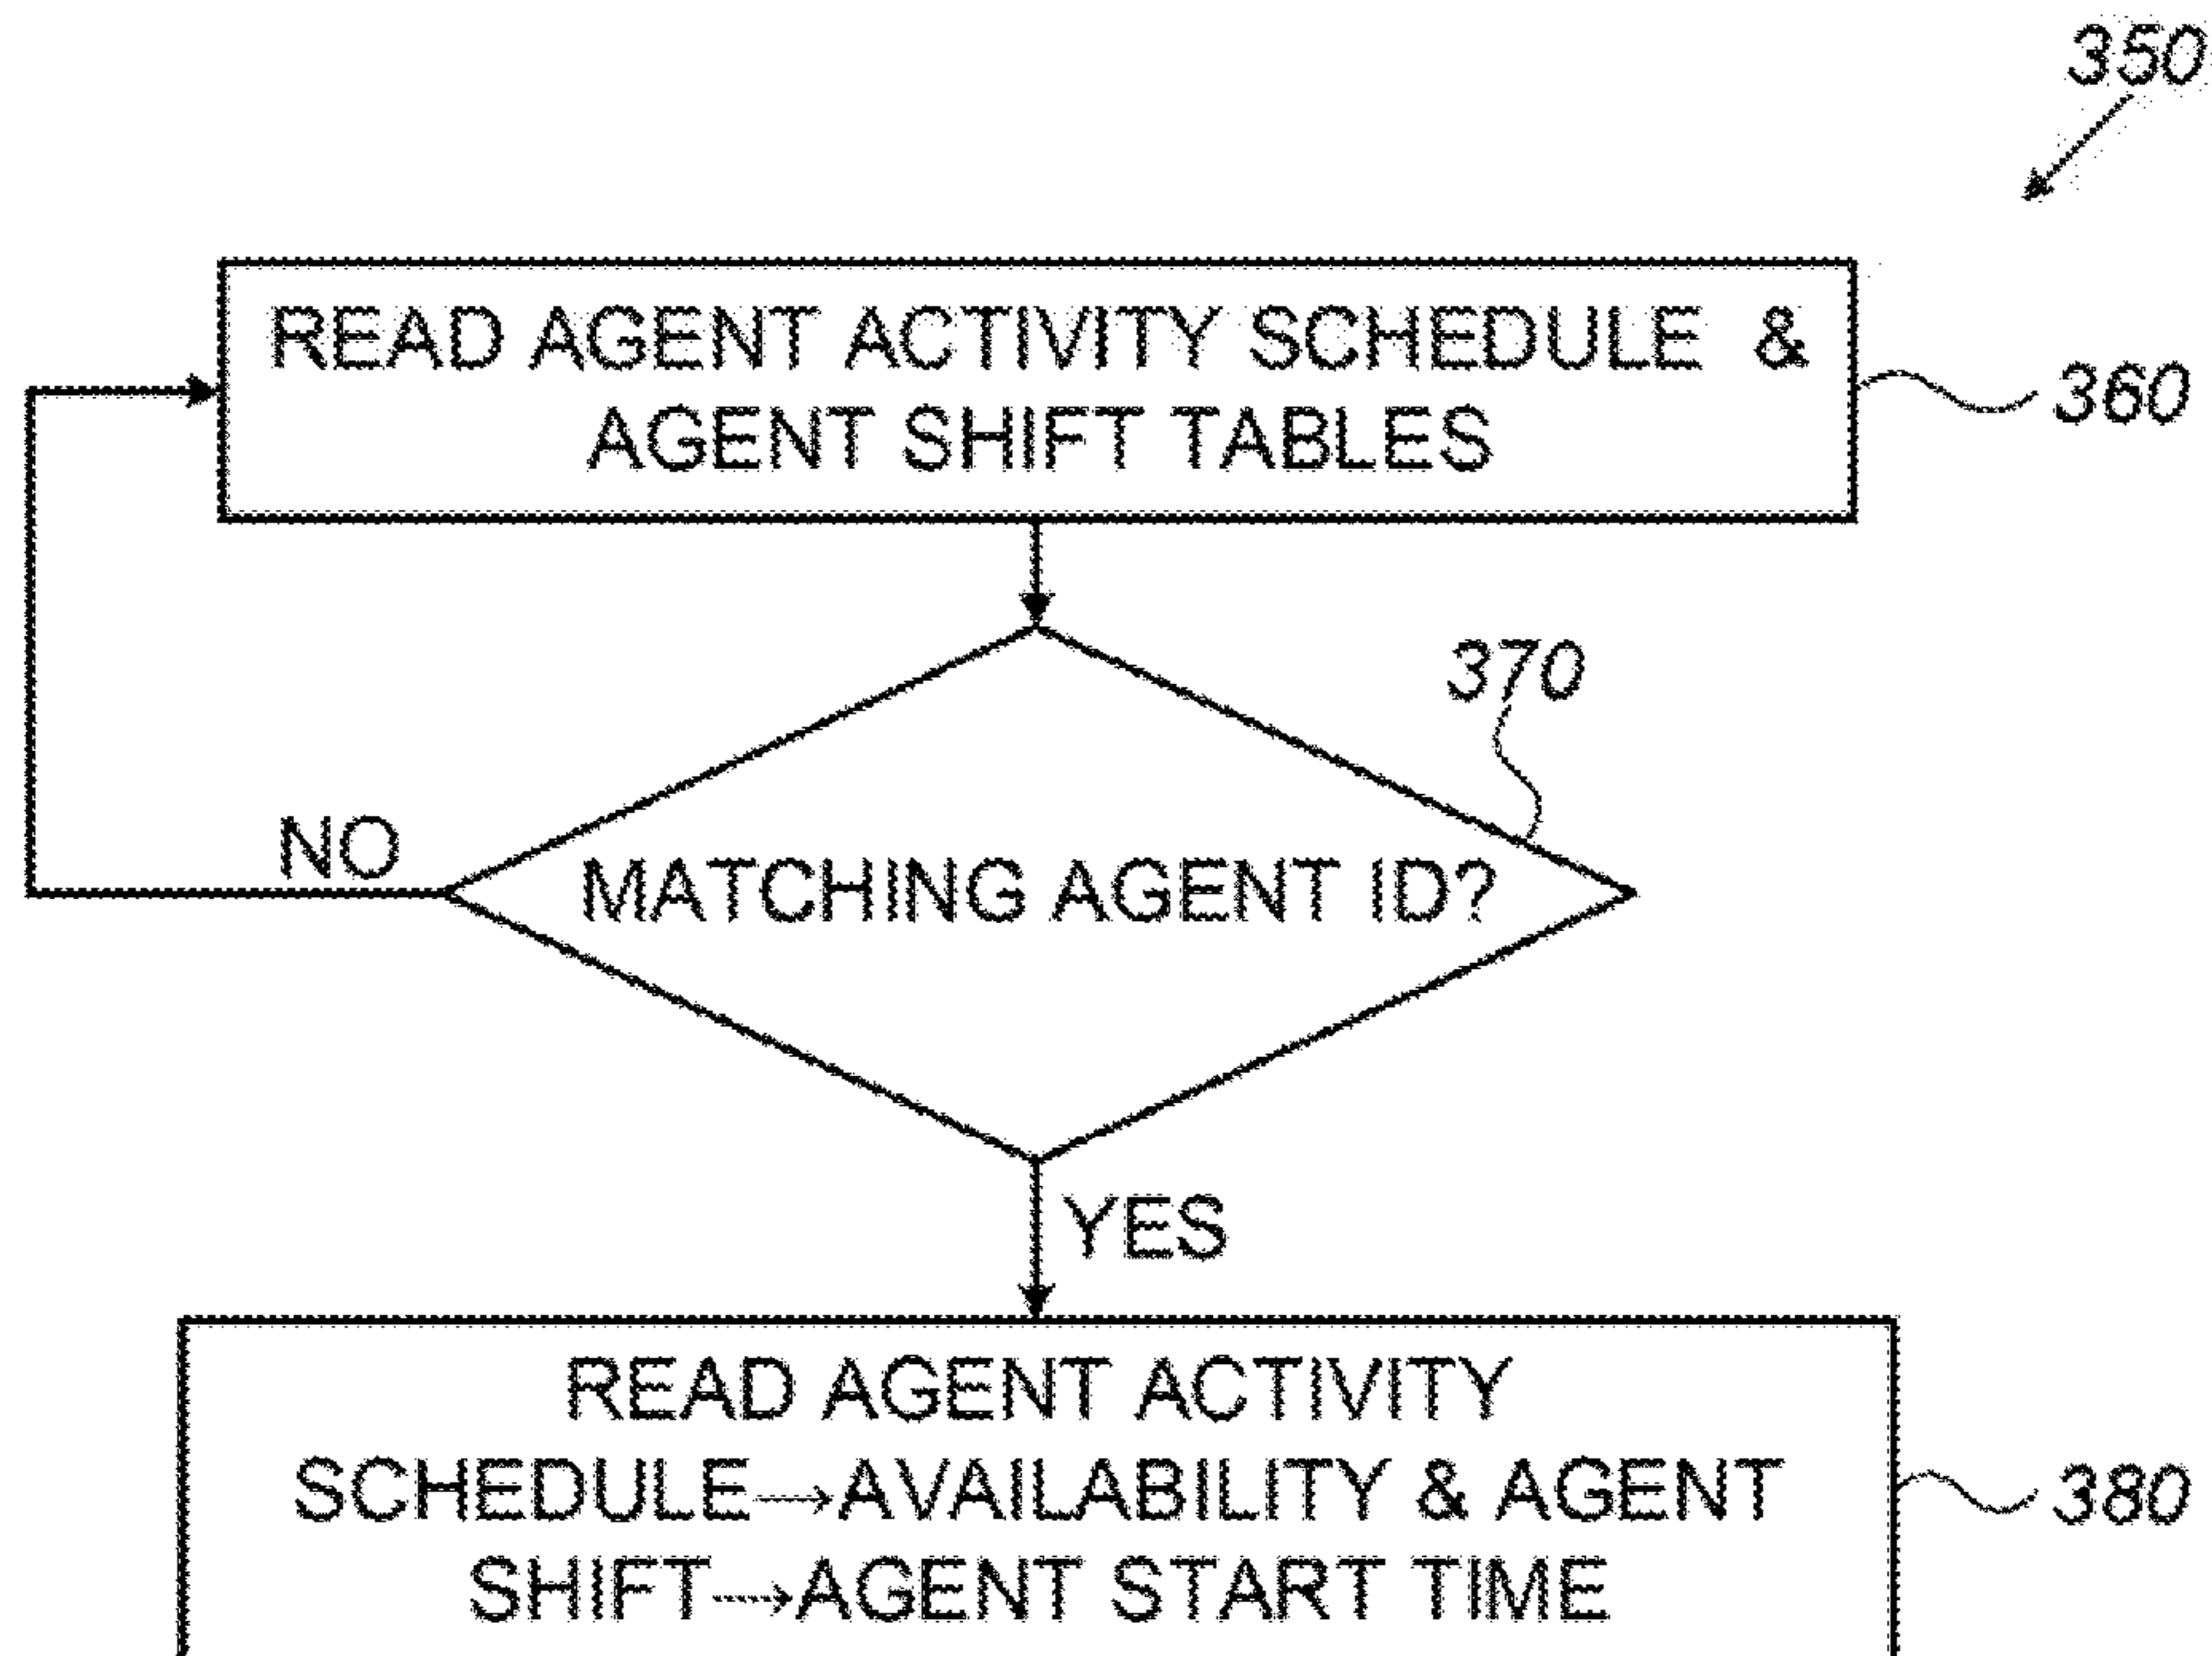 350
READ AGENT ACTIVITY SCHEDULE &
AGENT SHIFT TABLES
360
370
NO
MATCHING AGENT ID?
YES
READ AGENT ACTIVITY
SCHEDULE→AVAILABILITY & AGENT
SHIFT→AGENT START TIME
380